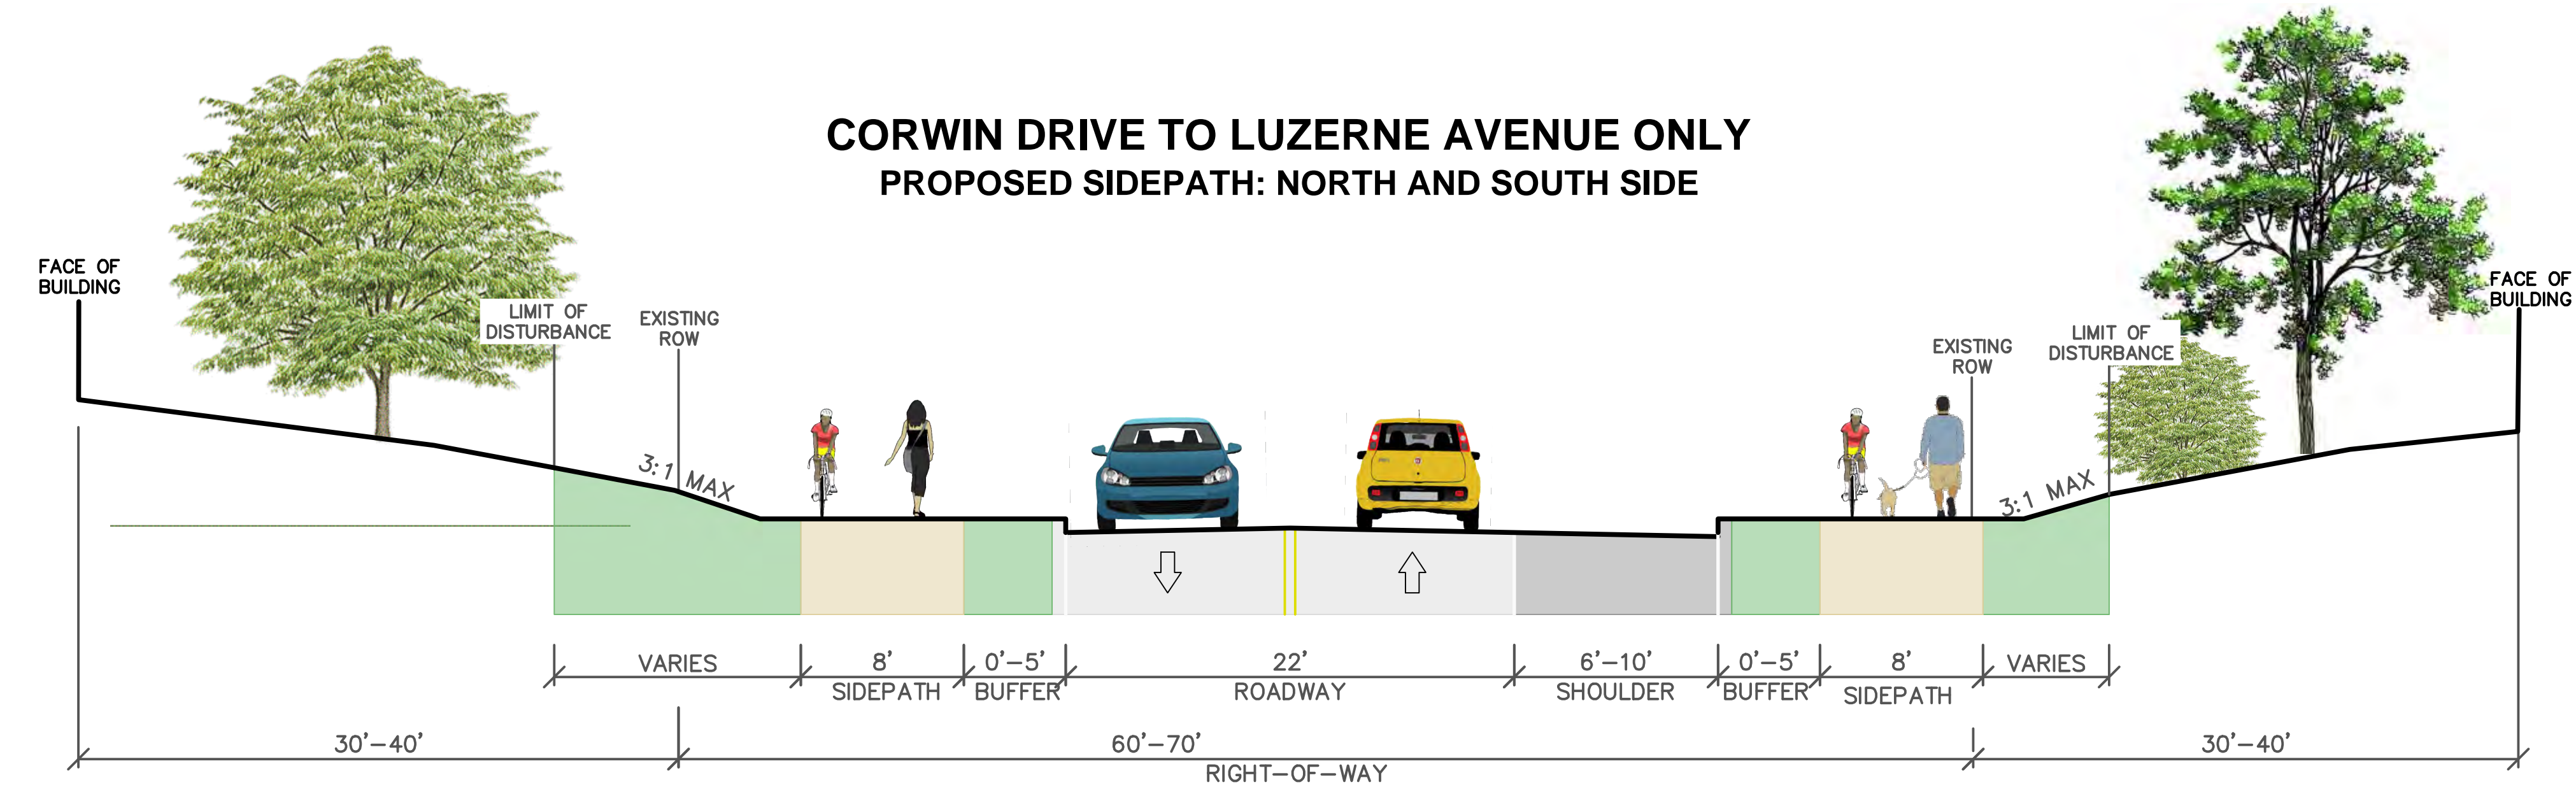 CORWIN DRIVE TO LUZERNE AVENUE ONLY
PROPOSED SIDEPATH: NORTH AND SOUTH SIDE
FACE OF
BUILDING
LIMIT OF
DISTURBANCE
EXISTING
ROW
3:1 MAX
EXISTING
ROW
LIMIT OF
DISTURBANCE
3:1 MAX
FACE OF
BUILDING
VARIES
8'
SIDEPATH
0'-5'
BUFFER
22'
ROADWAY
6'-10'
SHOULDER
0'-5'
BUFFER
8'
SIDEPATH
VARIES
30'-40'
60'-70'
RIGHT-OF-WAY
30'-40'